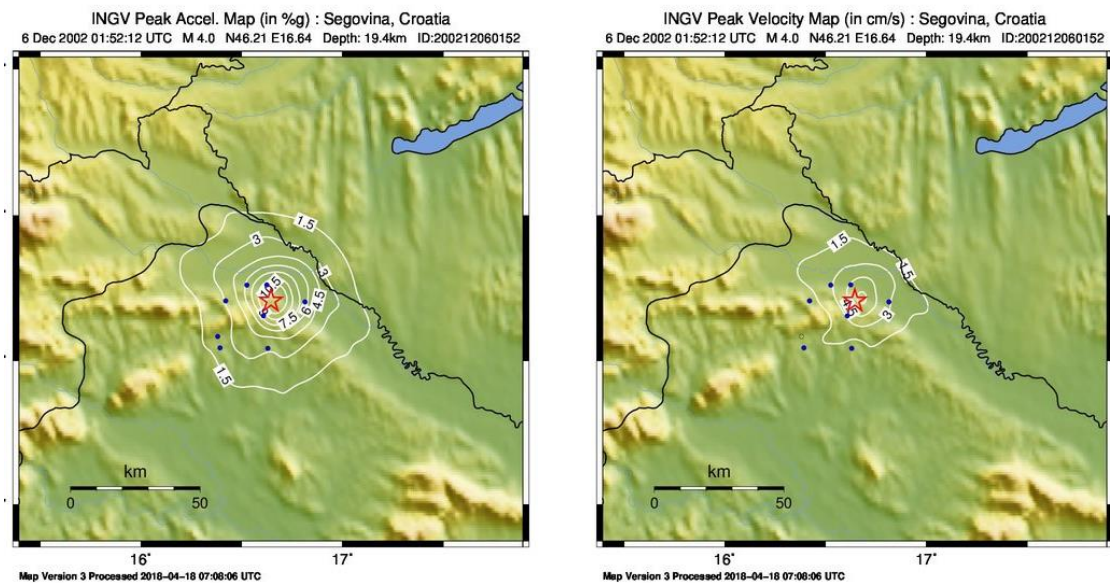 INGV Peak Accel. Map (in %g) : Segovina, Croatia
6 Dec 2002 01:52:12 UTC M 4.0 N46.21 E16.64 Depth: 19.4km ID:200212060152
1.5
3
3
10.5
4.5
6
7.5
1.5
km
0 50
16˚ 17˚
Map Version 3 Processed 2018–04–18 07:08:06 UTC
INGV Peak Velocity Map (in cm/s) : Segovina, Croatia
6 Dec 2002 01:52:12 UTC M 4.0 N46.21 E16.64 Depth: 19.4km ID:200212060152
1.5
1.5
3
km
0 50
16˚ 17˚
Map Version 3 Processed 2018–04–18 07:08:06 UTC